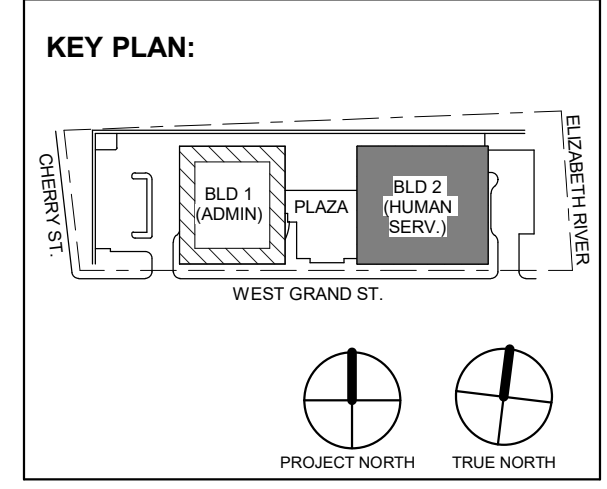 KEY PLAN:
CHERRY ST.
BLD 1
(ADMIN)
PLAZA
BLD 2
(HUMAN
SERV.)
ELIZABETH RIVER
WEST GRAND ST.
PROJECT NORTH
TRUE NORTH